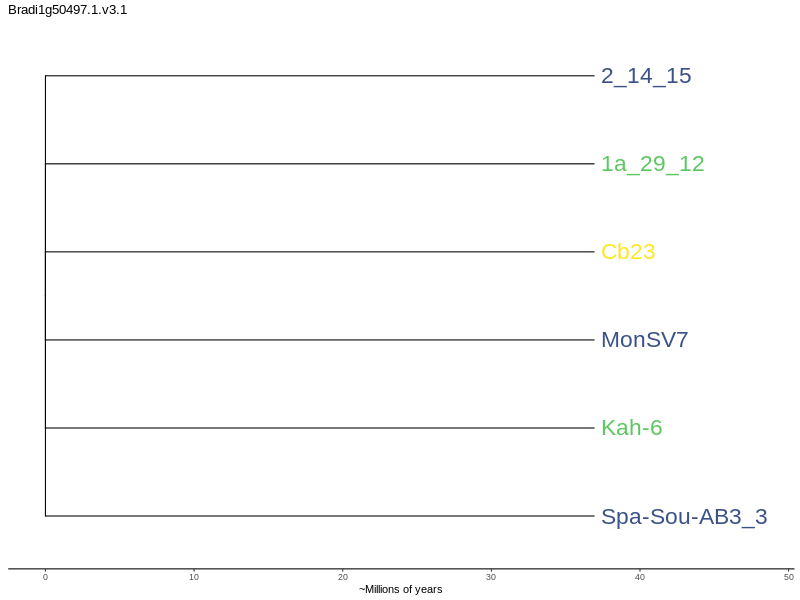 Bradi1g50497.1.v3.1
2_14_15
1a_29_12
Cb23
MonSV7
Kah-6
Spa-Sou-AB3_3
0 10 20 30 40 50
~Millions of years